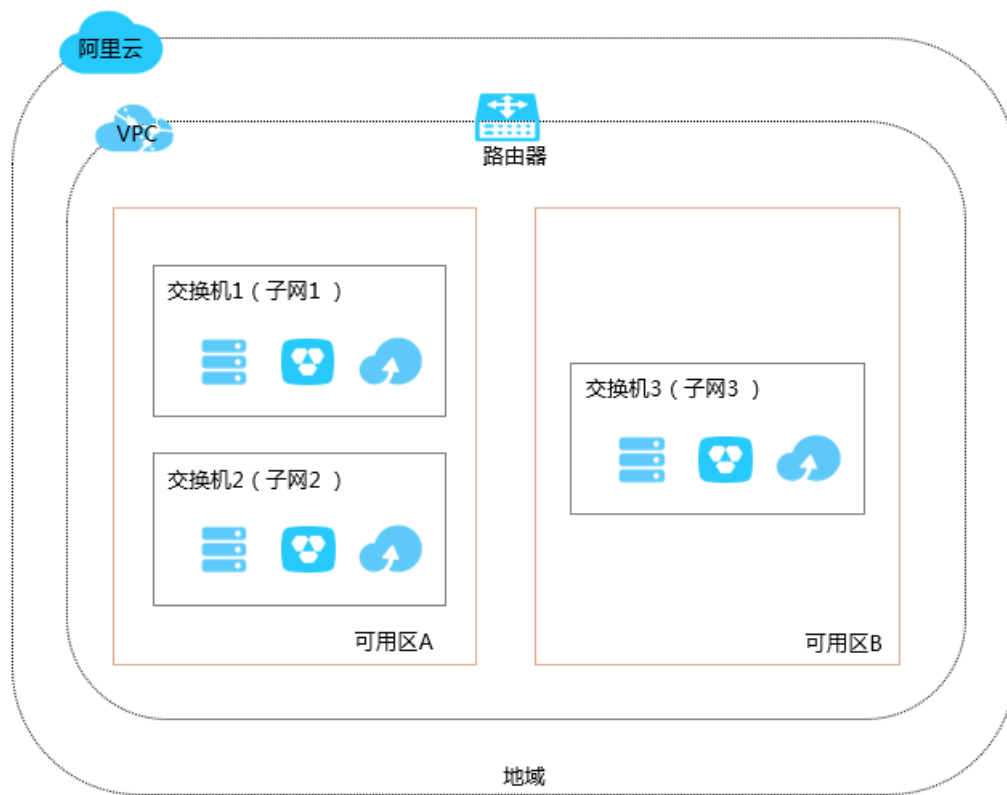 阿里云
VPC
路由器
交换机1（子网1 ）
交换机2（子网2 ）
可用区A
交换机3（子网3 ）
可用区B
地域